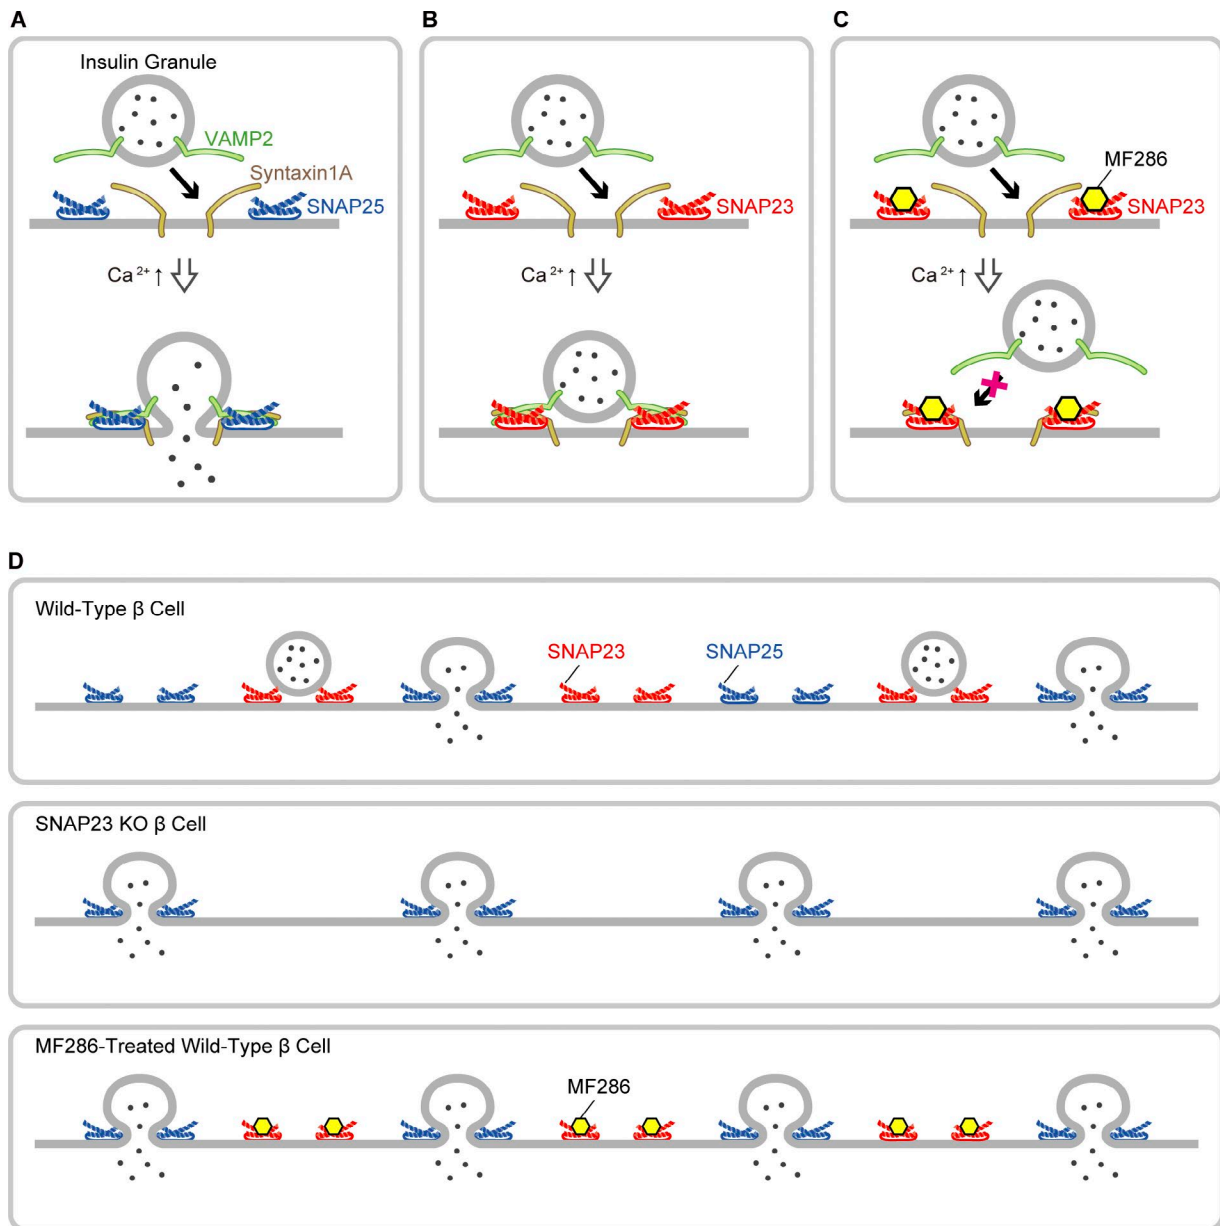 A
Insulin Granule
VAMP2
Syntaxin1A
SNAP25
Ca²⁺↑
B
SNAP23
Ca²⁺↑
C
MF286
SNAP23
Ca²⁺↑
D
Wild-Type β Cell
SNAP23
SNAP25
SNAP23 KO β Cell
MF286-Treated Wild-Type β Cell
MF286